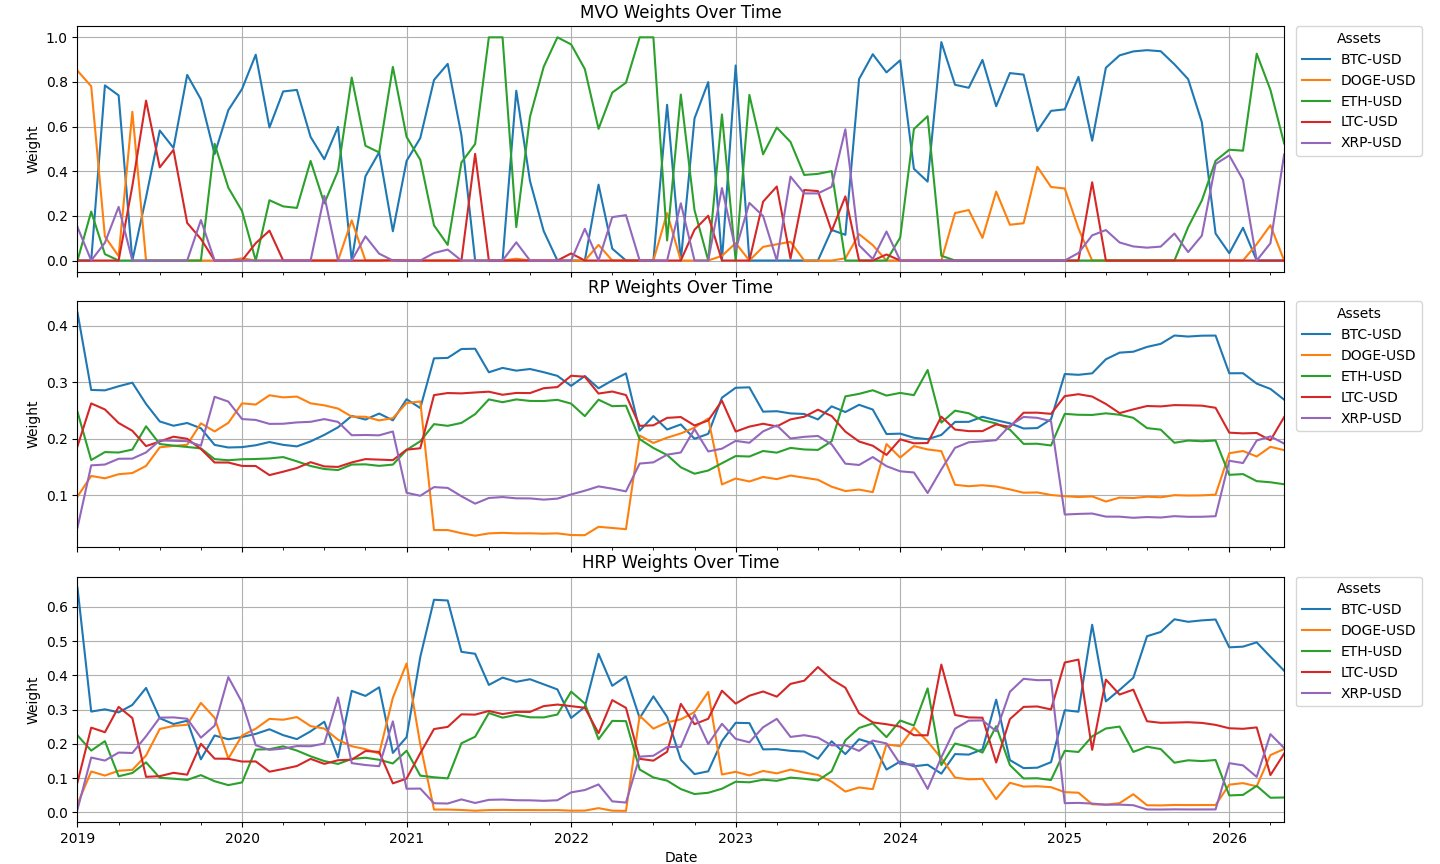 MVO Weights Over Time
Weight
1.0
0.8
0.6
0.4
0.2
0.0
Assets
BTC-USD
DOGE-USD
ETH-USD
LTC-USD
XRP-USD
RP Weights Over Time
Weight
0.4
0.3
0.2
0.1
Assets
BTC-USD
DOGE-USD
ETH-USD
LTC-USD
XRP-USD
HRP Weights Over Time
Weight
0.6
0.5
0.4
0.3
0.2
0.1
0.0
Assets
BTC-USD
DOGE-USD
ETH-USD
LTC-USD
XRP-USD
2019 2020 2021 2022 2023 2024 2025 2026
Date